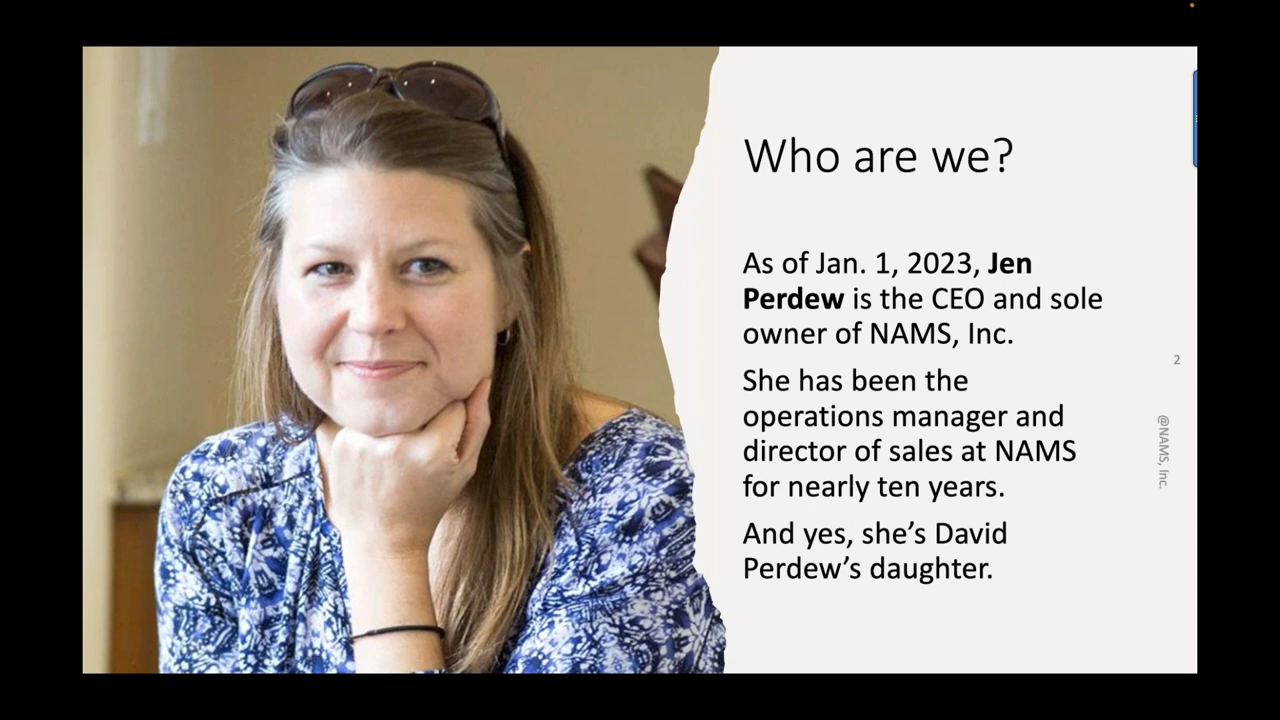 Who are we?
As of Jan. 1, 2023, Jen
Perdew is the CEO and sole
owner of NAMS, Inc.
She has been the
operations manager and
director of sales at NAMS
for nearly ten years.
And yes, she’s David
Perdew’s daughter.
2
@NAMS, Inc.